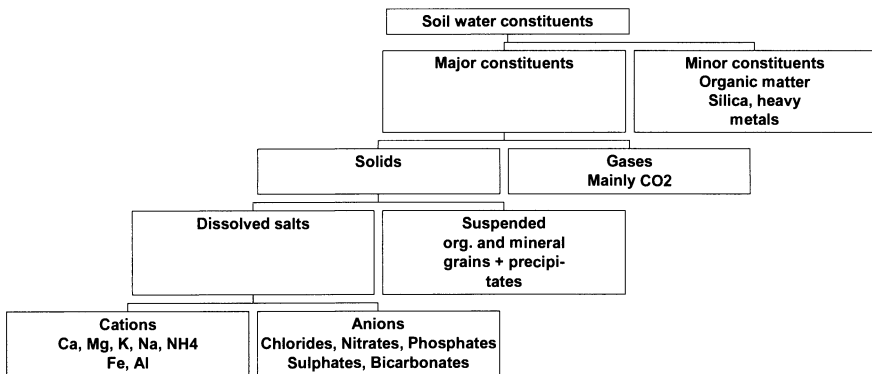 Soil water constituents
Major constituents
Minor constituents
Organic matter
Silica, heavy
metals
Solids
Gases
Mainly CO2
Dissolved salts
Suspended
org. and mineral
grains + precipi-
tates
Cations
Ca, Mg, K, Na, NH4
Fe, Al
Anions
Chlorides, Nitrates, Phosphates
Sulphates, Bicarbonates